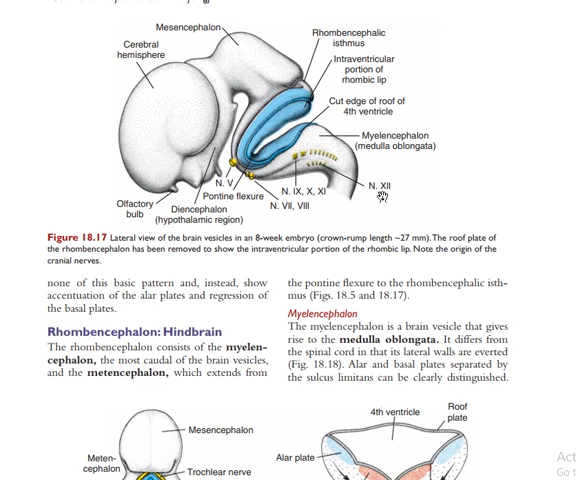 Mesencephalon
Cerebral
hemisphere
Rhombencephalic
isthmus
Intraventricular
portion of
rhombic lip
Cut edge of roof of
4th ventricle
Myelencephalon
(medulla oblongata)
N. XII
N. IX, X, XI
N. VII, VIII
N. V
Pontine flexure
Diencephalon
(hypothalamic region)
Olfactory
bulb
Figure 18.17 Lateral view of the brain vesicles in an 8-week embryo (crown-rump length ~27 mm). The roof plate of
the rhombencephalon has been removed to show the intraventricular portion of the rhombic lip. Note the origin of the
cranial nerves.
none of this basic pattern and, instead, show
accentuation of the alar plates and regression of
the basal plates.
Rhombencephalon: Hindbrain
The rhombencephalon consists of the myelen-
cephalon, the most caudal of the brain vesicles,
and the metencephalon, which extends from
the pontine flexure to the rhombencephalic isth-
mus (Figs. 18.5 and 18.17).
Myelencephalon
The myelencephalon is a brain vesicle that gives
rise to the medulla oblongata. It differs from
the spinal cord in that its lateral walls are everted
(Fig. 18.18). Alar and basal plates separated by
the sulcus limitans can be clearly distinguished.
Mesencephalon
Meten-
cephalon
Trochlear nerve
4th ventricle
Roof
plate
Alar plate
Act
Go t